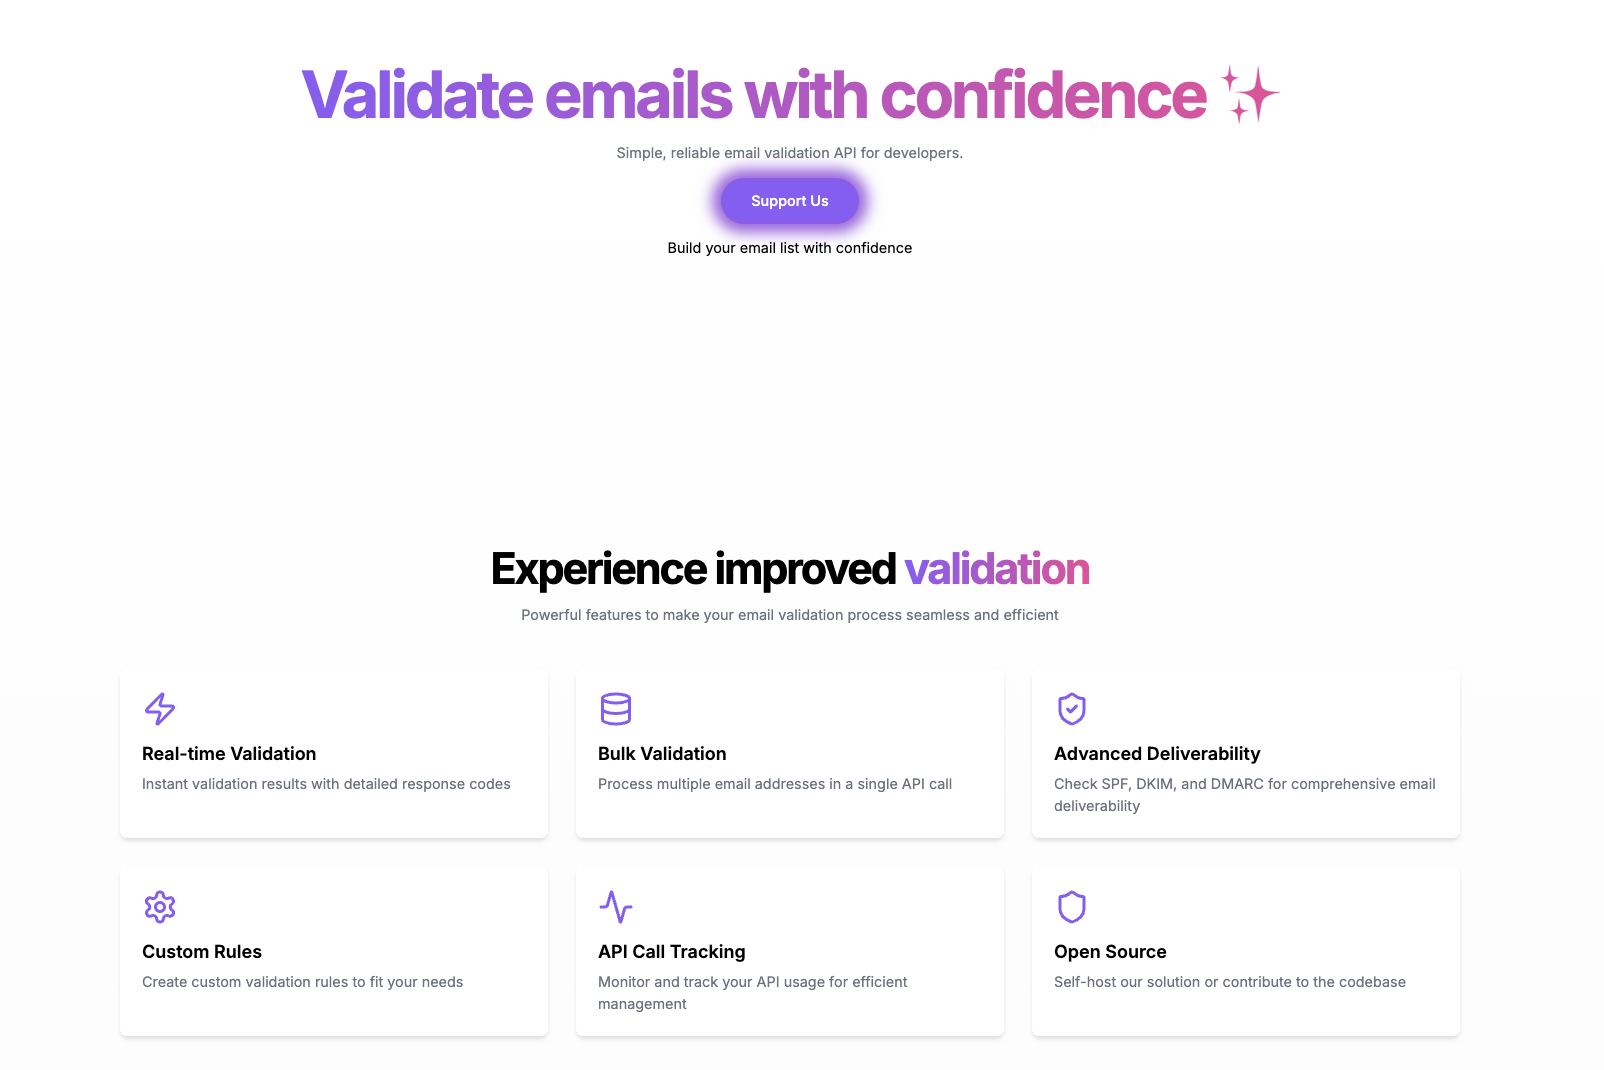 Validate emails with confidence ✨
Simple, reliable email validation API for developers.
Support Us
Build your email list with confidence
Experience improved validation
Powerful features to make your email validation process seamless and efficient
Real-time Validation
Instant validation results with detailed response codes
Bulk Validation
Process multiple email addresses in a single API call
Advanced Deliverability
Check SPF, DKIM, and DMARC for comprehensive email
deliverability
Custom Rules
Create custom validation rules to fit your needs
API Call Tracking
Monitor and track your API usage for efficient
management
Open Source
Self-host our solution or contribute to the codebase